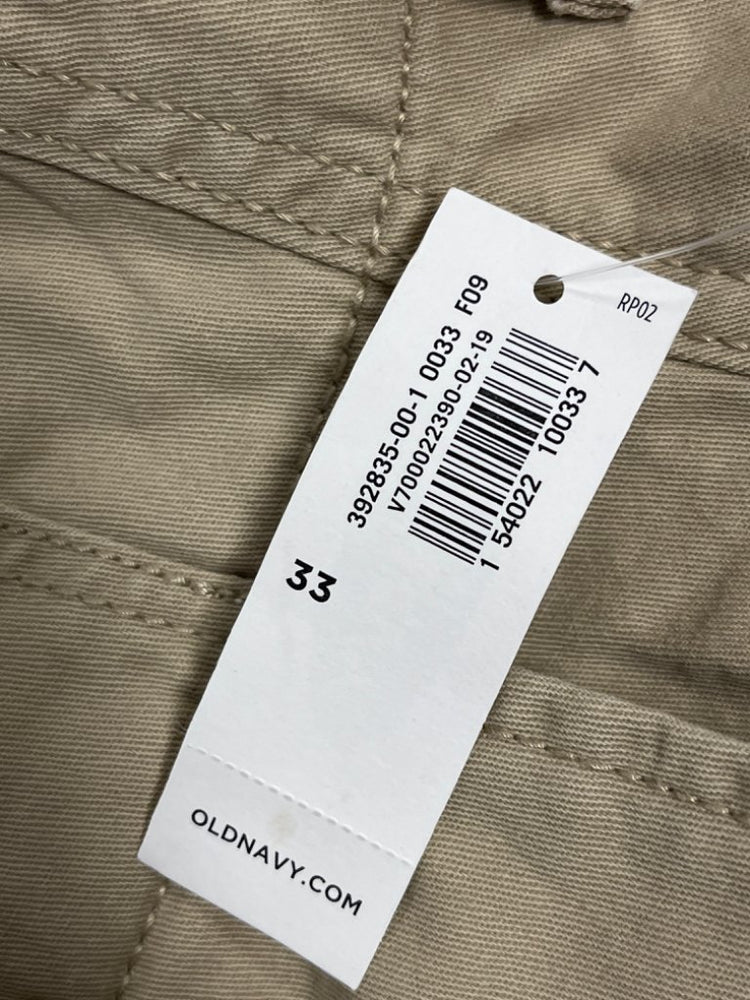 RP02
392835-00-1 0033 F09
V700022390-02-19
1 54022 10033 7
33
OLDNAVY.COM